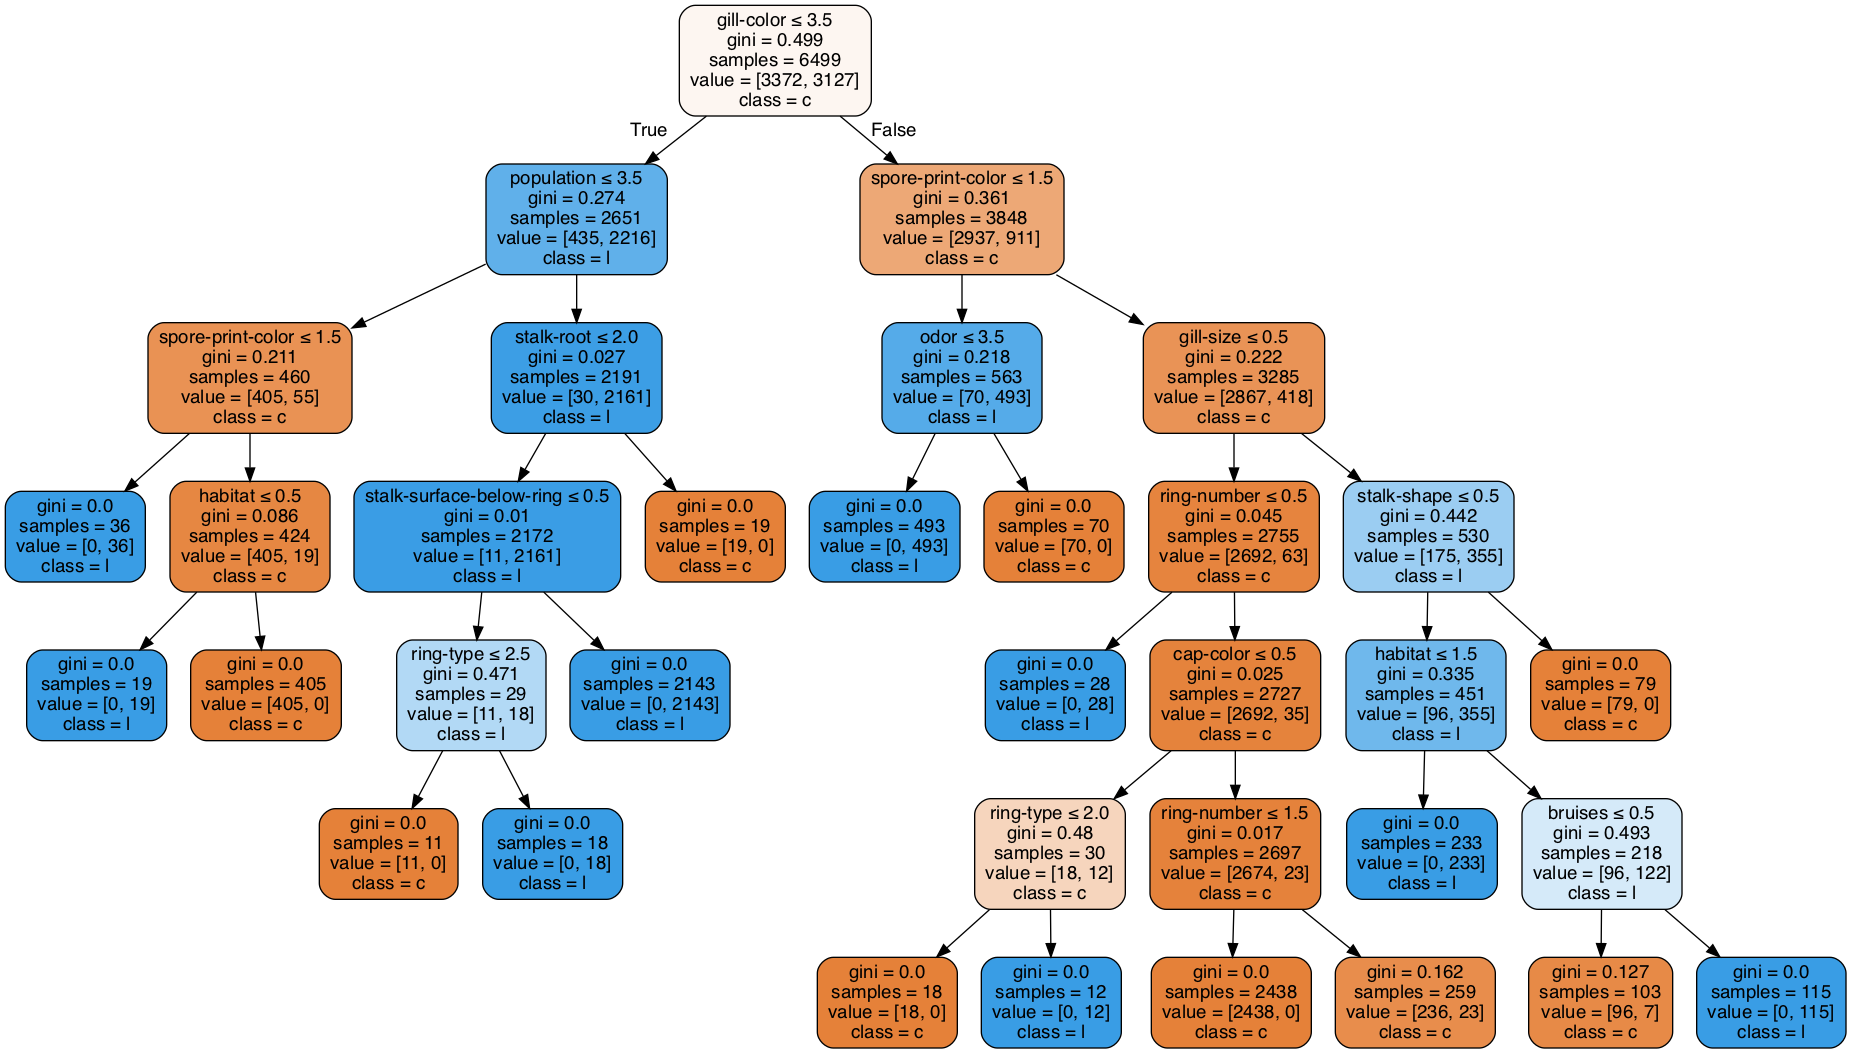 gill-color ≤ 3.5
gini = 0.499
samples = 6499
value = [3372, 3127]
class = c
True
False
population ≤ 3.5
gini = 0.274
samples = 2651
value = [435, 2216]
class = l
spore-print-color ≤ 1.5
gini = 0.361
samples = 3848
value = [2937, 911]
class = c
spore-print-color ≤ 1.5
gini = 0.211
samples = 460
value = [405, 55]
class = c
stalk-root ≤ 2.0
gini = 0.027
samples = 2191
value = [30, 2161]
class = l
odor ≤ 3.5
gini = 0.218
samples = 563
value = [70, 493]
class = l
gill-size ≤ 0.5
gini = 0.222
samples = 3285
value = [2867, 418]
class = c
gini = 0.0
samples = 36
value = [0, 36]
class = l
habitat ≤ 0.5
gini = 0.086
samples = 424
value = [405, 19]
class = c
stalk-surface-below-ring ≤ 0.5
gini = 0.01
samples = 2172
value = [11, 2161]
class = l
gini = 0.0
samples = 19
value = [19, 0]
class = c
gini = 0.0
samples = 493
value = [0, 493]
class = l
gini = 0.0
samples = 70
value = [70, 0]
class = c
ring-number ≤ 0.5
gini = 0.045
samples = 2755
value = [2692, 63]
class = c
stalk-shape ≤ 0.5
gini = 0.442
samples = 530
value = [175, 355]
class = l
gini = 0.0
samples = 19
value = [0, 19]
class = l
gini = 0.0
samples = 405
value = [405, 0]
class = c
ring-type ≤ 2.5
gini = 0.471
samples = 29
value = [11, 18]
class = l
gini = 0.0
samples = 2143
value = [0, 2143]
class = l
gini = 0.0
samples = 28
value = [0, 28]
class = l
cap-color ≤ 0.5
gini = 0.025
samples = 2727
value = [2692, 35]
class = c
habitat ≤ 1.5
gini = 0.335
samples = 451
value = [96, 355]
class = l
gini = 0.0
samples = 79
value = [79, 0]
class = c
gini = 0.0
samples = 11
value = [11, 0]
class = c
gini = 0.0
samples = 18
value = [0, 18]
class = l
ring-type ≤ 2.0
gini = 0.48
samples = 30
value = [18, 12]
class = c
ring-number ≤ 1.5
gini = 0.017
samples = 2697
value = [2674, 23]
class = c
gini = 0.0
samples = 233
value = [0, 233]
class = l
bruises ≤ 0.5
gini = 0.493
samples = 218
value = [96, 122]
class = l
gini = 0.0
samples = 18
value = [18, 0]
class = c
gini = 0.0
samples = 12
value = [0, 12]
class = l
gini = 0.0
samples = 2438
value = [2438, 0]
class = c
gini = 0.162
samples = 259
value = [236, 23]
class = c
gini = 0.127
samples = 103
value = [96, 7]
class = c
gini = 0.0
samples = 115
value = [0, 115]
class = l